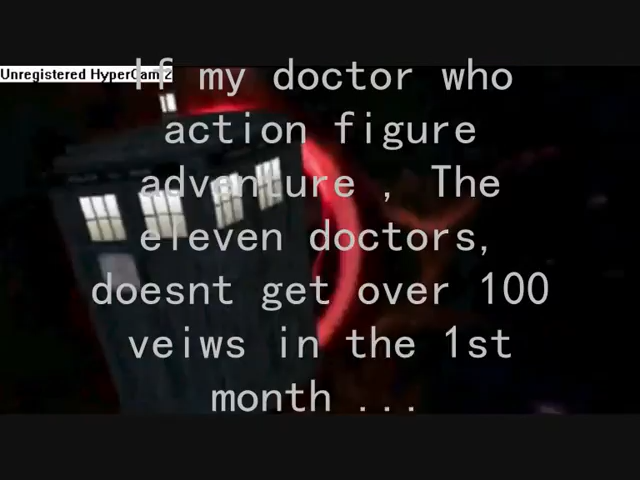 Unregistered HyperCam 2
If my doctor who
action figure
adventure , The
eleven doctors,
doesnt get over 100
veiws in the 1st
month ...